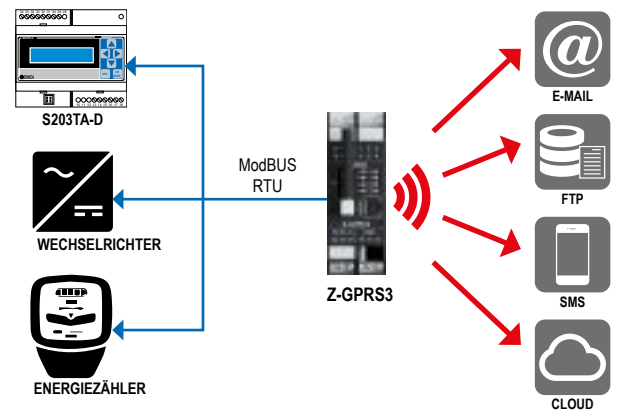 S203TA-D
WECHSELRICHTER
ENERGIEZÄHLER
ModBUS
RTU
Z-GPRS3
@
E-MAIL
FTP
SMS
CLOUD